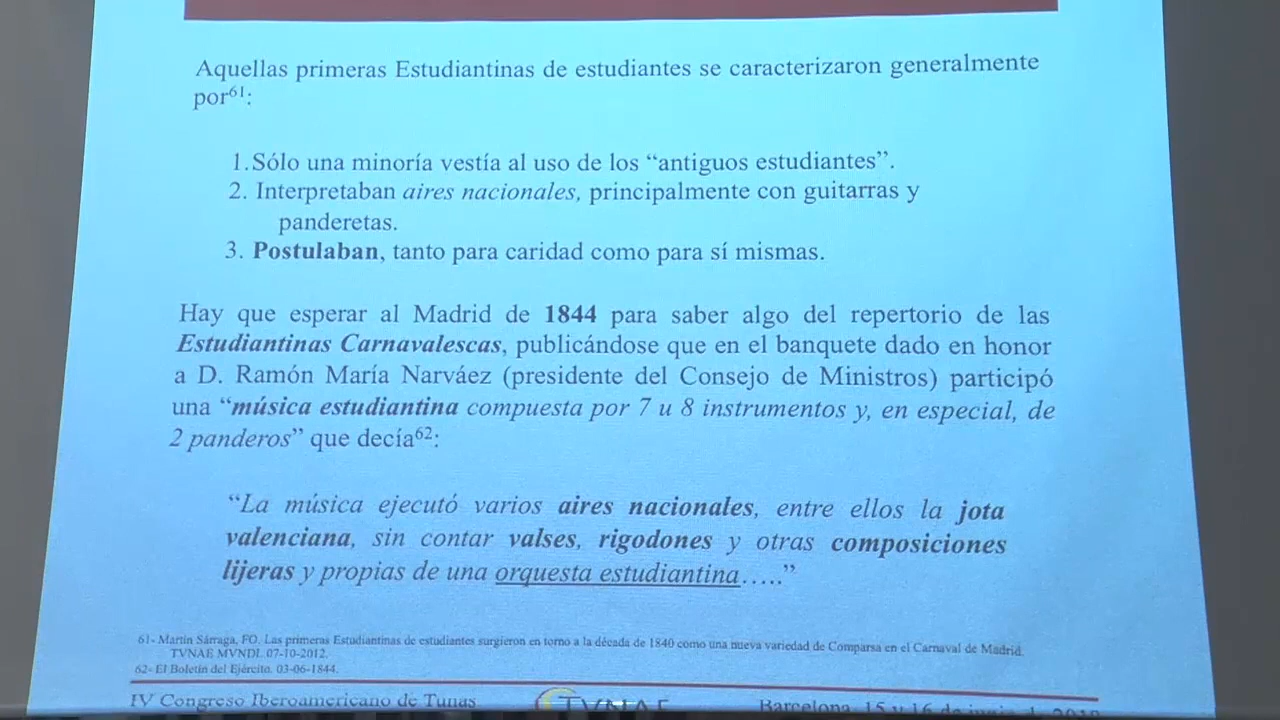 Aquellas primeras Estudiantinas de estudiantes se caracterizaron generalmente
por61:
1.Sólo una minoría vestía al uso de los “antiguos estudiantes”.
2. Interpretaban aires nacionales, principalmente con guitarras y
panderetas.
3. Postulaban, tanto para caridad como para sí mismas.
Hay que esperar al Madrid de 1844 para saber algo del repertorio de las
Estudiantinas Carnavalescas, publicándose que en el banquete dado en honor
a D. Ramón María Narváez (presidente del Consejo de Ministros) participó
una “música estudiantina compuesta por 7 u 8 instrumentos y, en especial, de
2 panderos” que decía62:
“La música ejecutó varios aires nacionales, entre ellos la jota
valenciana, sin contar valses, rigodones y otras composiciones
lijeras y propias de una orquesta estudiantina…..”
61- Martín Sárraga, FO. Las primeras Estudiantinas de estudiantes surgieron en torno a la década de 1840 como una nueva variedad de Comparsa en el Carnaval de Madrid.
TVNAE MVNDI. 07-10-2012.
62- El Boletín del Ejército. 03-06-1844.
IV Congreso Iberoamericano de Tunas
TVNAE
Barcelona, 15 y 16 de junio de